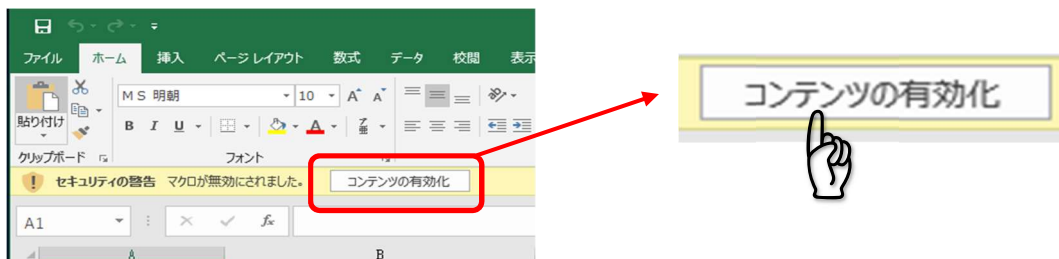 ファイル ホーム 挿入 ページ レイアウト 数式 データ 校閲 表示
貼り付け
ＭＳ 明朝 10 A A
B I U A
クリップボード フォント
セキュリティの警告 マクロが無効にされました。 コンテンツの有効化
コンテンツの有効化
A1 fx
A B